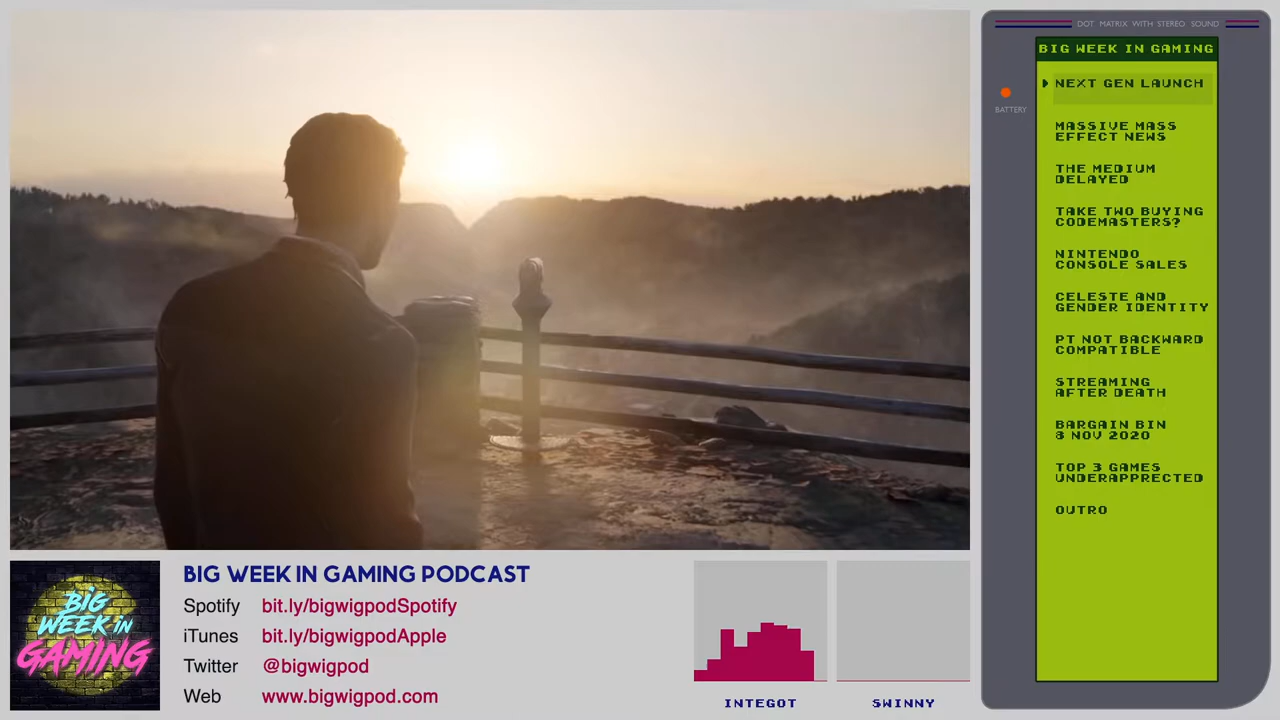 DOT MATRIX WITH STEREO SOUND
BATTERY
BIG WEEK IN GAMING
NEXT GEN LAUNCH
MASSIVE MASS
EFFECT NEWS
THE MEDIUM
DELAYED
TAKE TWO BUYING
CODEMASTERS?
NINTENDO
CONSOLE SALES
CELESTE AND
GENDER IDENTITY
PT NOT BACKWARD
COMPATIBLE
STREAMING
AFTER DEATH
BARGAIN BIN
8 NOV 2020
TOP 3 GAMES
UNDERAPPRECTED
OUTRO
BIG
WEEK IN
GAMING
BIG WEEK IN GAMING PODCAST
Spotify bit.ly/bigwigpodSpotify
iTunes bit.ly/bigwigpodApple
Twitter @bigwigpod
Web www.bigwigpod.com
INTEGOT
SWINNY